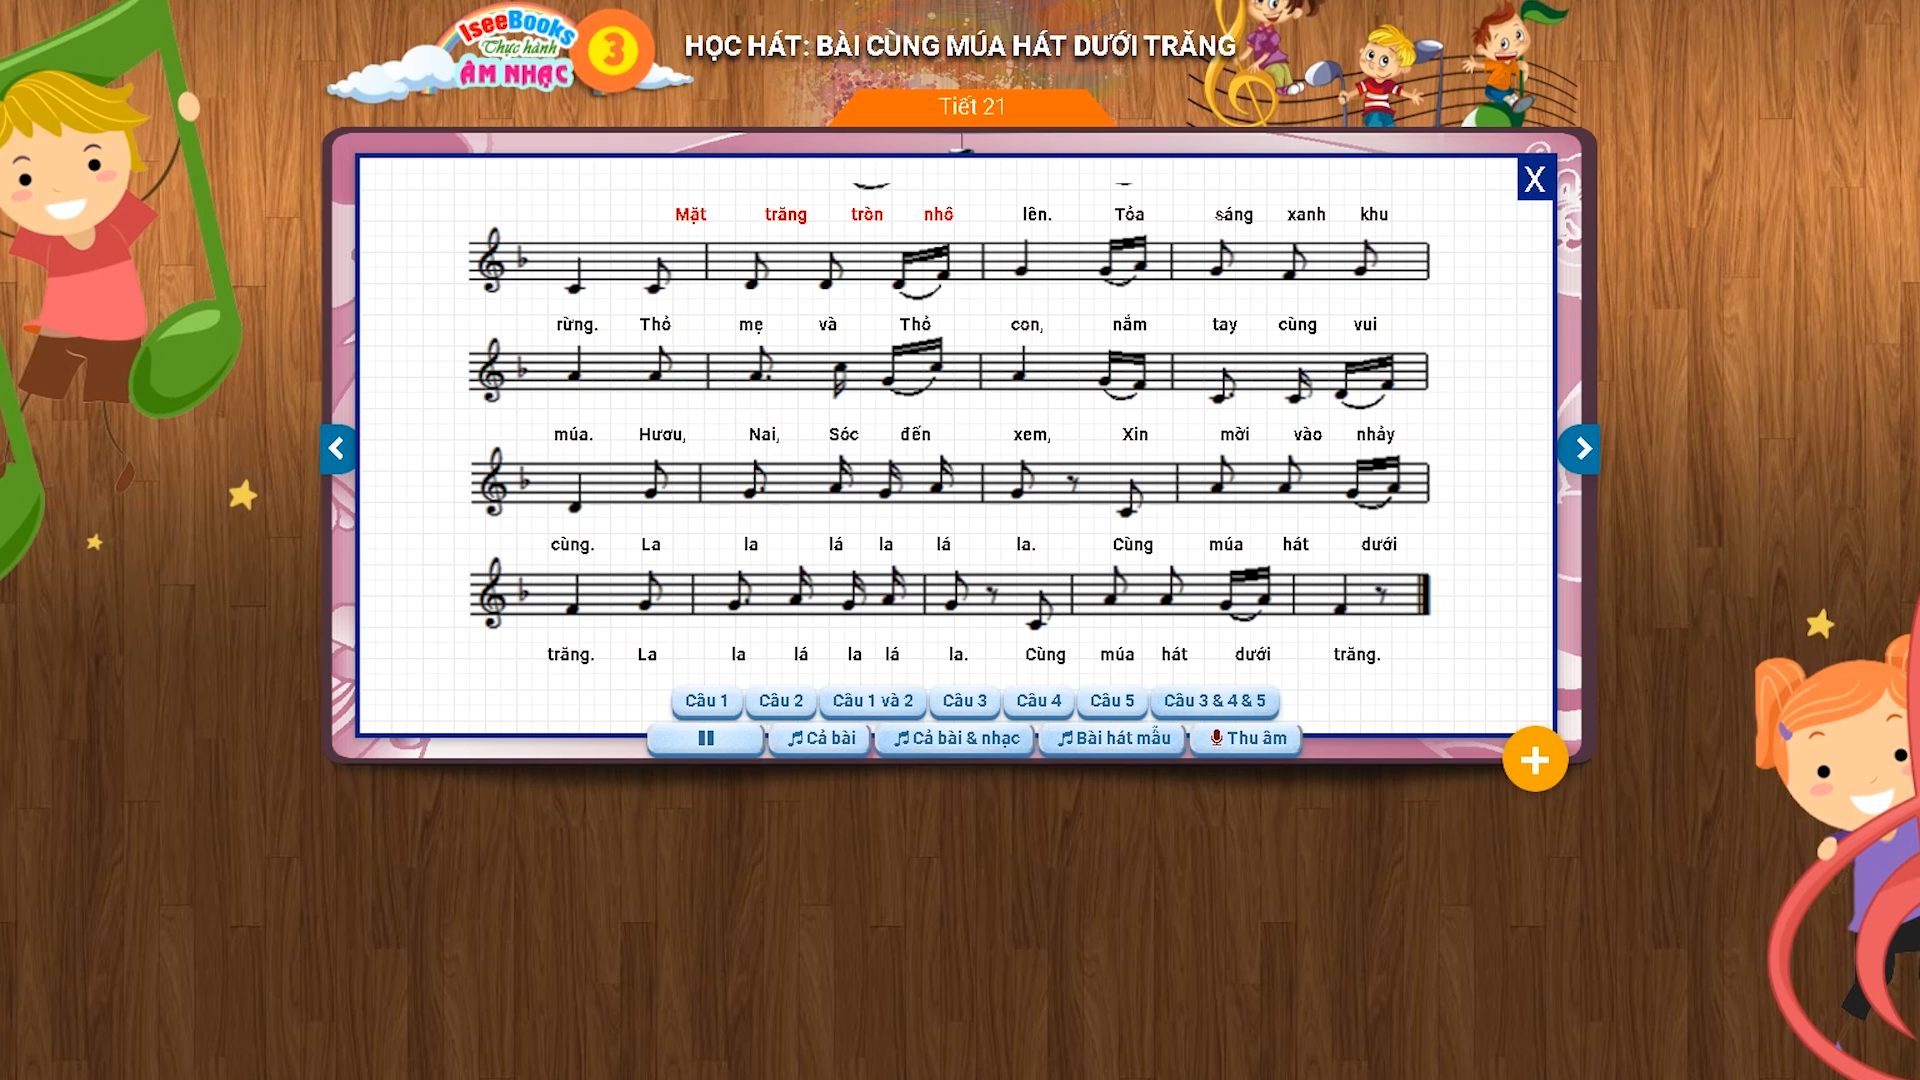 IseeBooks
Thực hành
ÂM NHẠC
3
HỌC HÁT: BÀI CÙNG MÚA HÁT DƯỚI TRĂNG
Tiết 21
X
Mặt trăng tròn nhô lên. Tỏa sáng xanh khu
rừng. Thỏ mẹ và Thỏ con, nắm tay cùng vui
múa. Hươu, Nai, Sóc đến xem, Xin mời vào nhảy
cùng. La la lá la lá la. Cùng múa hát dưới
trăng. La la lá la lá la. Cùng múa hát dưới trăng.
Câu 1 Câu 2 Câu 1 và 2 Câu 3 Câu 4 Câu 5 Câu 3 & 4 & 5
Cả bài Cả bài & nhạc Bài hát mẫu Thu âm